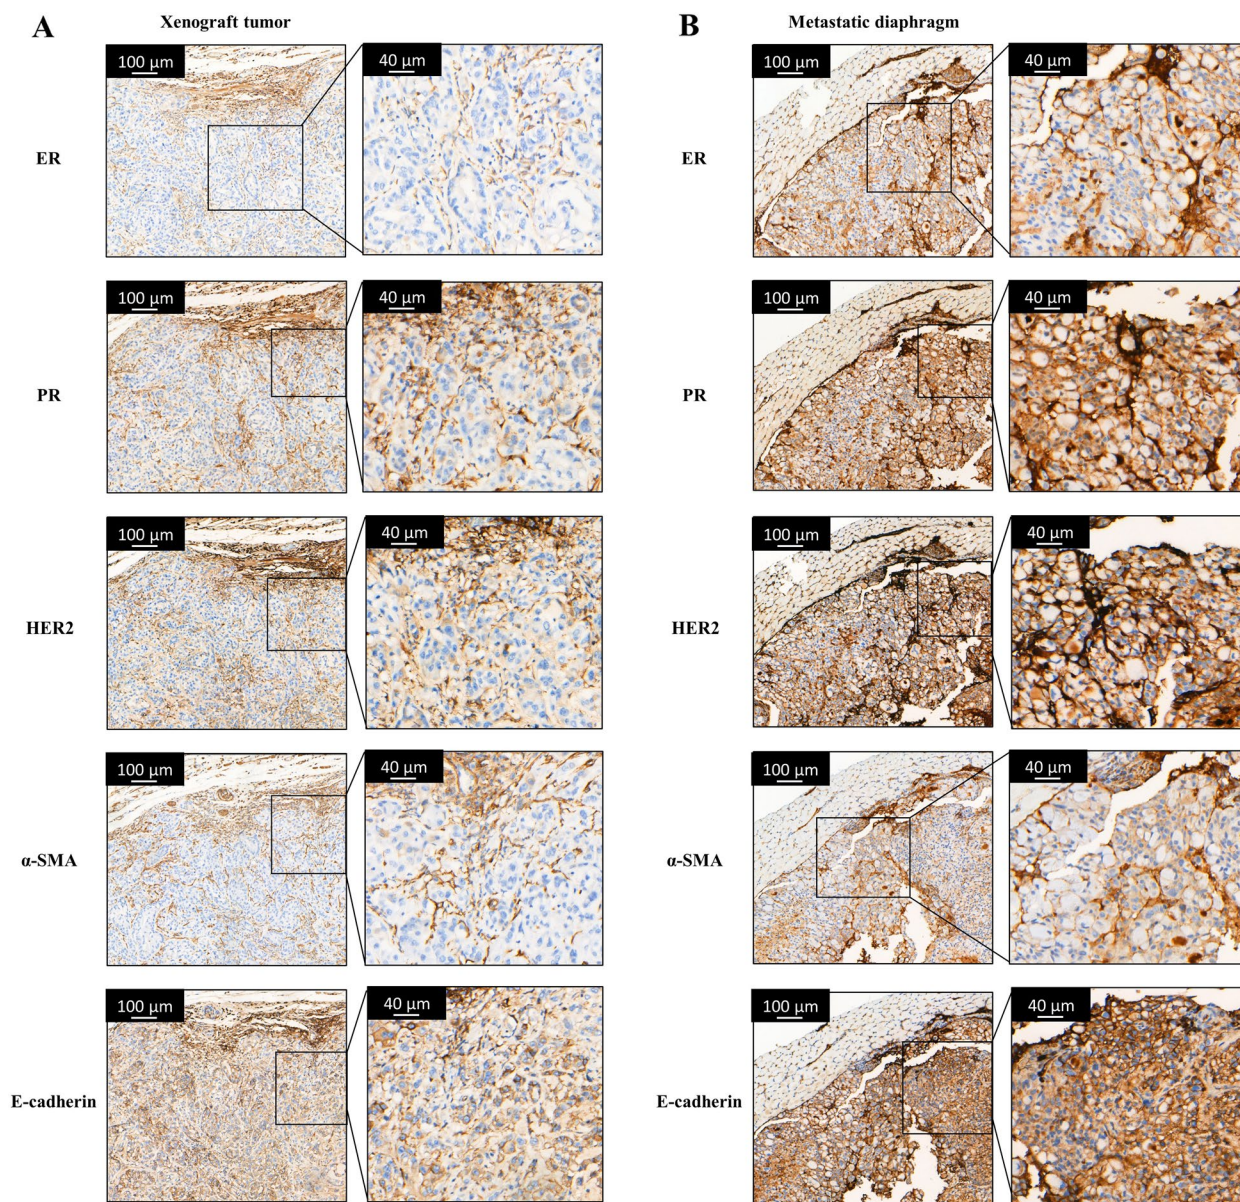 A
Xenograft tumor
100 µm
40 µm
ER
100 µm
40 µm
PR
100 µm
40 µm
HER2
100 µm
40 µm
α-SMA
100 µm
40 µm
E-cadherin
B
Metastatic diaphragm
100 µm
40 µm
ER
100 µm
40 µm
PR
100 µm
40 µm
HER2
100 µm
40 µm
α-SMA
100 µm
40 µm
E-cadherin